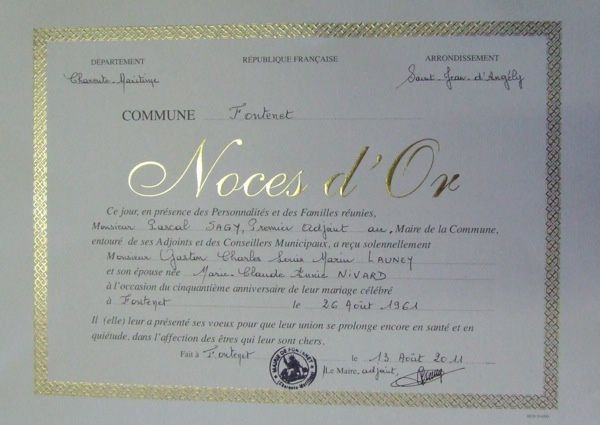 DÉPARTEMENT RÉPUBLIQUE FRANÇAISE ARRONDISSEMENT
Charente-Maritime Saint-Jean-d'Angély
COMMUNE Fontenet
Noces d'Or
Ce jour, en présence des Personnalités et des Familles réunies,
Monsieur Pascal SAGY, Premier adjoint au, Maire de la Commune,
entouré de ses Adjoints et des Conseillers Municipaux, a reçu solennellement
Monsieur Gaston Charles Louis Marin LAUNEY
et son épouse née Marie-Claude Annie NIVARD
à l'occasion du cinquantième anniversaire de leur mariage célébré
à Fontenet le 26 Août 1961
Il (elle) leur a présenté ses voeux pour que leur union se prolonge encore en santé et en
quiétude, dans l'affection des êtres qui leur sont chers.
Fait à Fontenet le 13 Août 2011
MAIRIE DE FONTENET /Le Maire, adjoint,